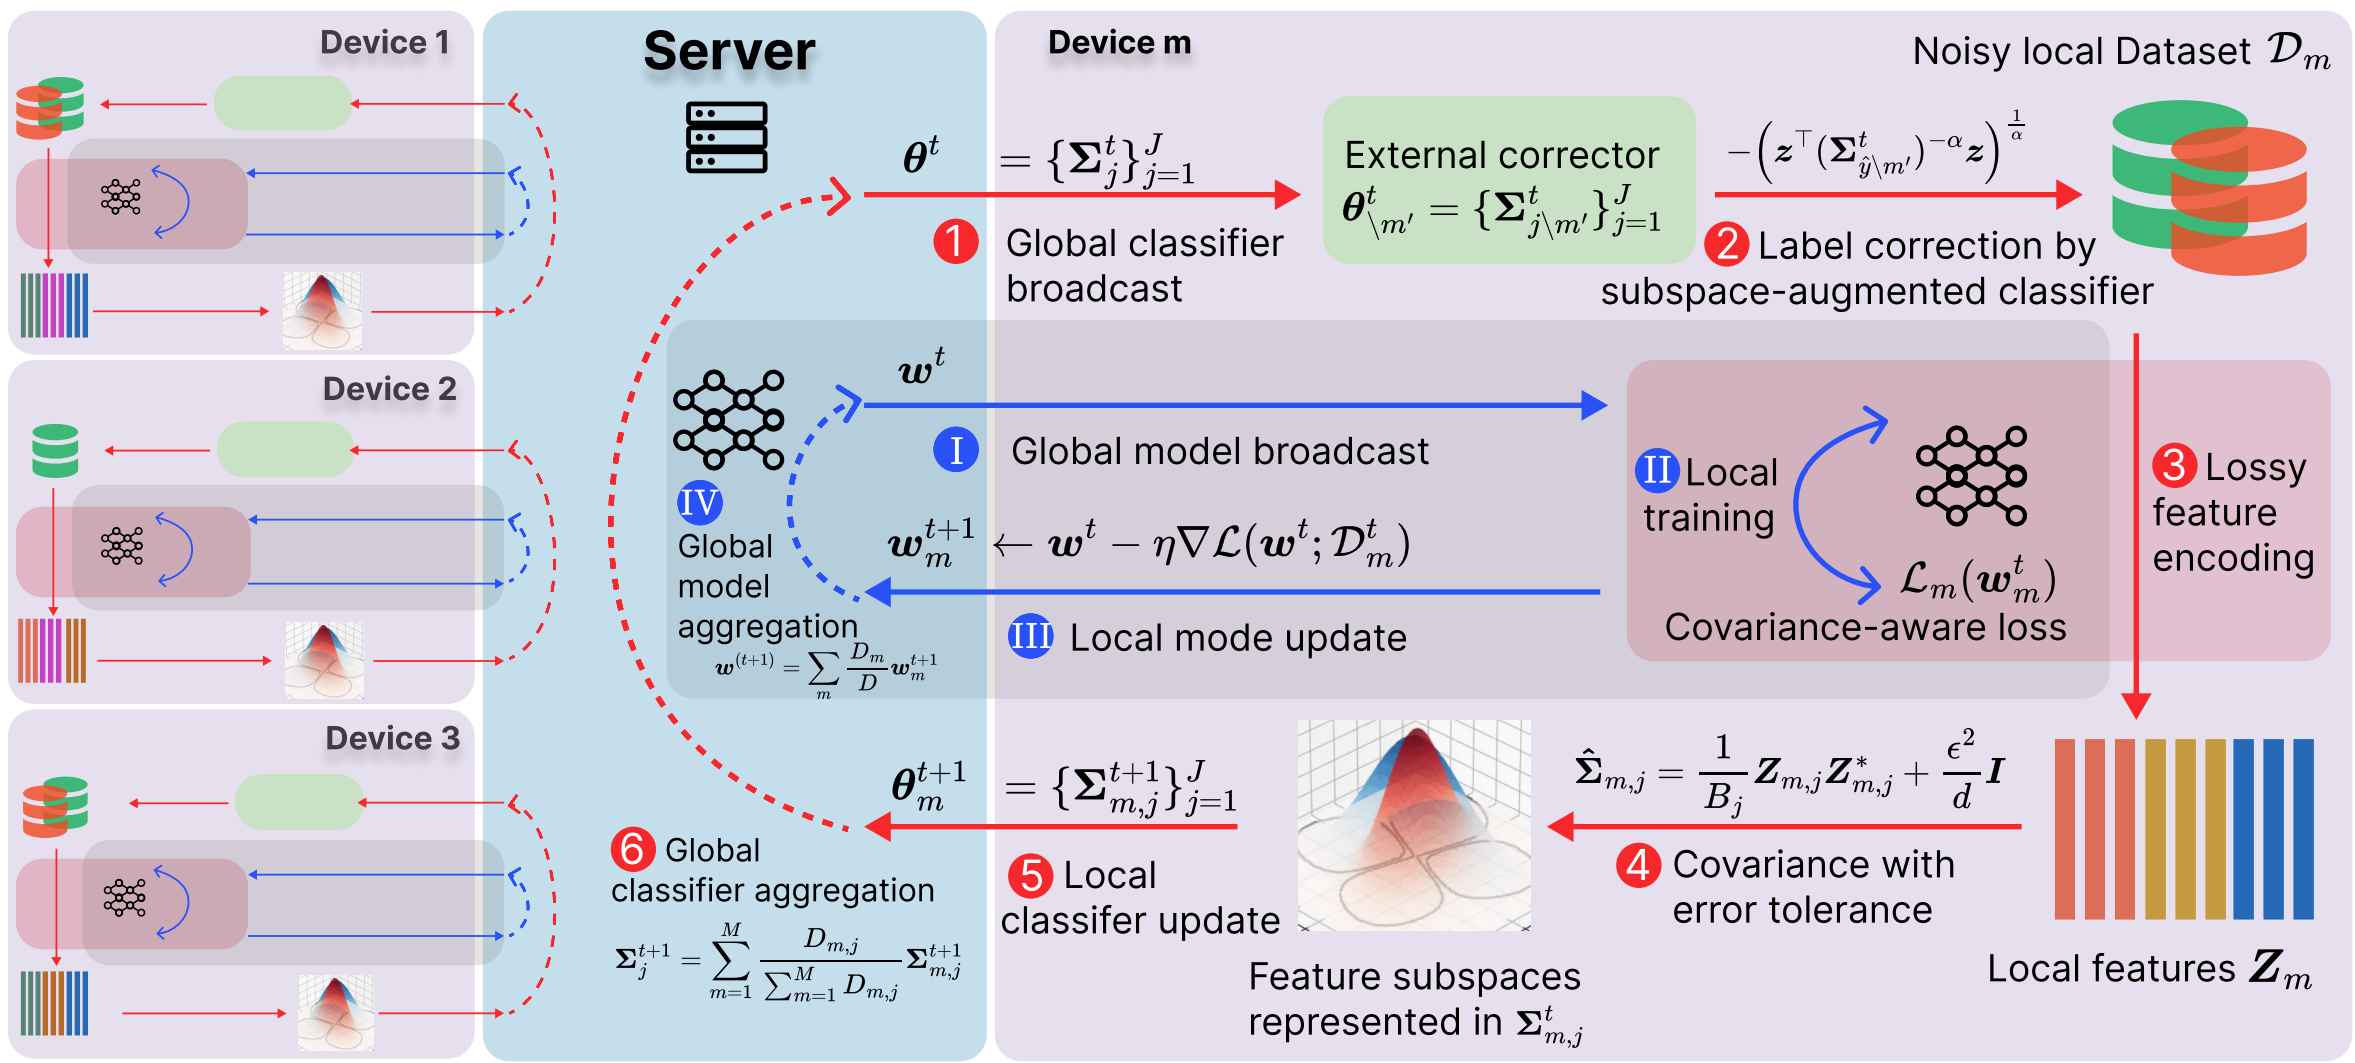 Device 1
Device 2
Device 3
Server
Device m
Noisy local Dataset 𝒟_m
θ^t = {Σ_j^t}_{j=1}^J
1 Global classifier
broadcast
External corrector
θ^t_{\m′} = {Σ^t_{j\m′}}_{j=1}^J
−(z^⊤(Σ^t_{ŷ\m′})^{−α}z)^{1/α}
2 Label correction by
subspace-augmented classifier
w^t
I Global model broadcast
IV
Global
model
aggregation
w^{(t+1)} = ∑_m D_m/D w_m^{t+1}
w_m^{t+1} ← w^t − η∇ℒ(w^t; 𝒟_m^t)
III Local mode update
II Local
training
ℒ_m(w_m^t)
Covariance-aware loss
3 Lossy
feature
encoding
θ_m^{t+1} = {Σ_{m,j}^{t+1}}_{j=1}^J
5 Local
classifer update
6 Global
classifier aggregation
Σ_j^{t+1} = ∑_{m=1}^M D_{m,j}/∑_{m=1}^M D_{m,j} Σ_{m,j}^{t+1}
Feature subspaces
represented in Σ_{m,j}^t
Σ̂_{m,j} = 1/B_j Z_{m,j}Z_{m,j}^* + ϵ²/d I
4 Covariance with
error tolerance
Local features Z_m